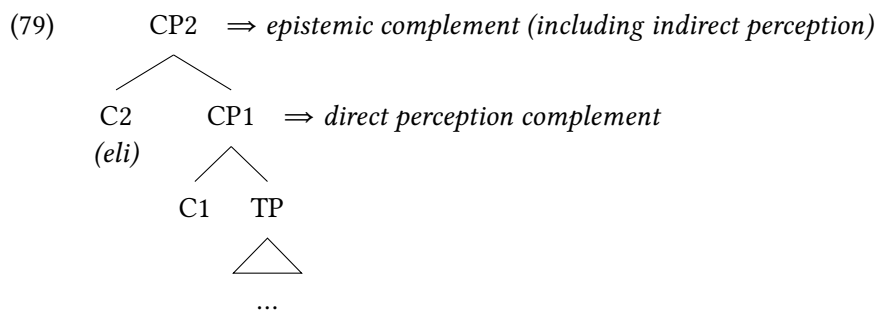 (79) CP2 ⇒ epistemic complement (including indirect perception)
C2 CP1 ⇒ direct perception complement
(eli)
C1 TP
...